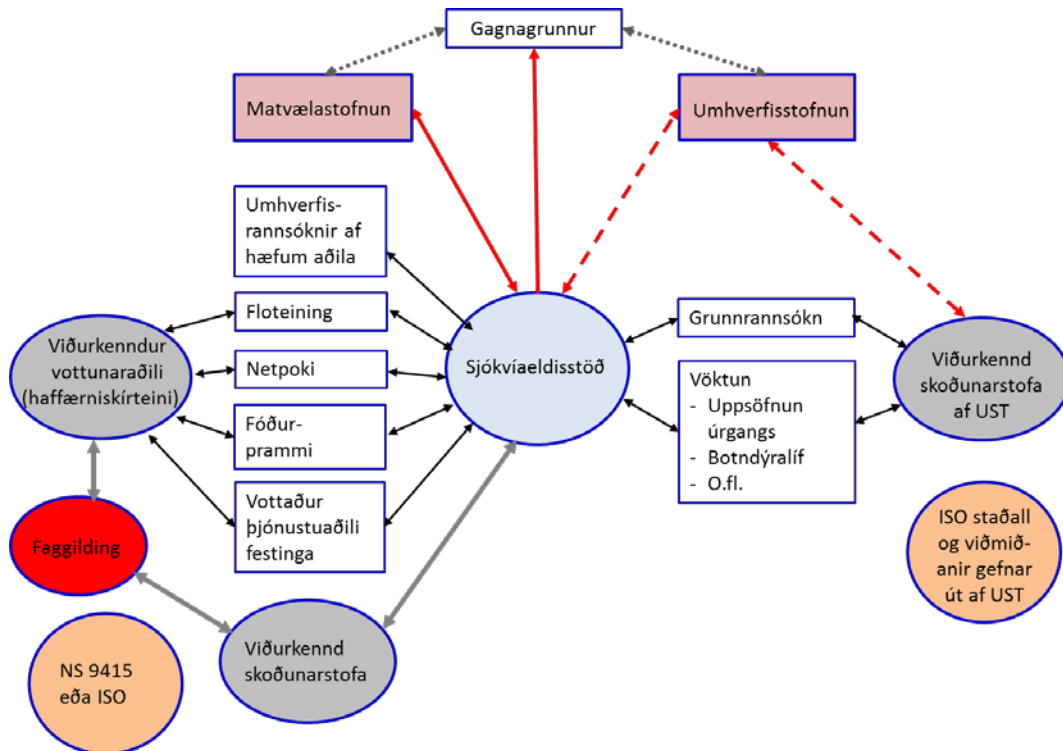 Gagnagrunnur
Matvælastofnun
Umhverfisstofnun
Umhverfis-
rannsóknir af
hæfum aðila
Floteining
Netpoki
Fóður-
prammi
Vottaður
þjónustuaðili
festinga
Viðurkenndur
vottunaraðili
(haffærniskírteini)
Sjókvíaeldisstöð
Grunnrannsókn
Vöktun
- Uppsöfnun
úrgangs
- Botndýralíf
- O.fl.
Viðurkennd
skoðunarstofa
af UST
Faggilding
ISO staðall
og viðmið-
anir gefnar
út af UST
NS 9415
eða ISO
Viðurkennd
skoðunarstofa